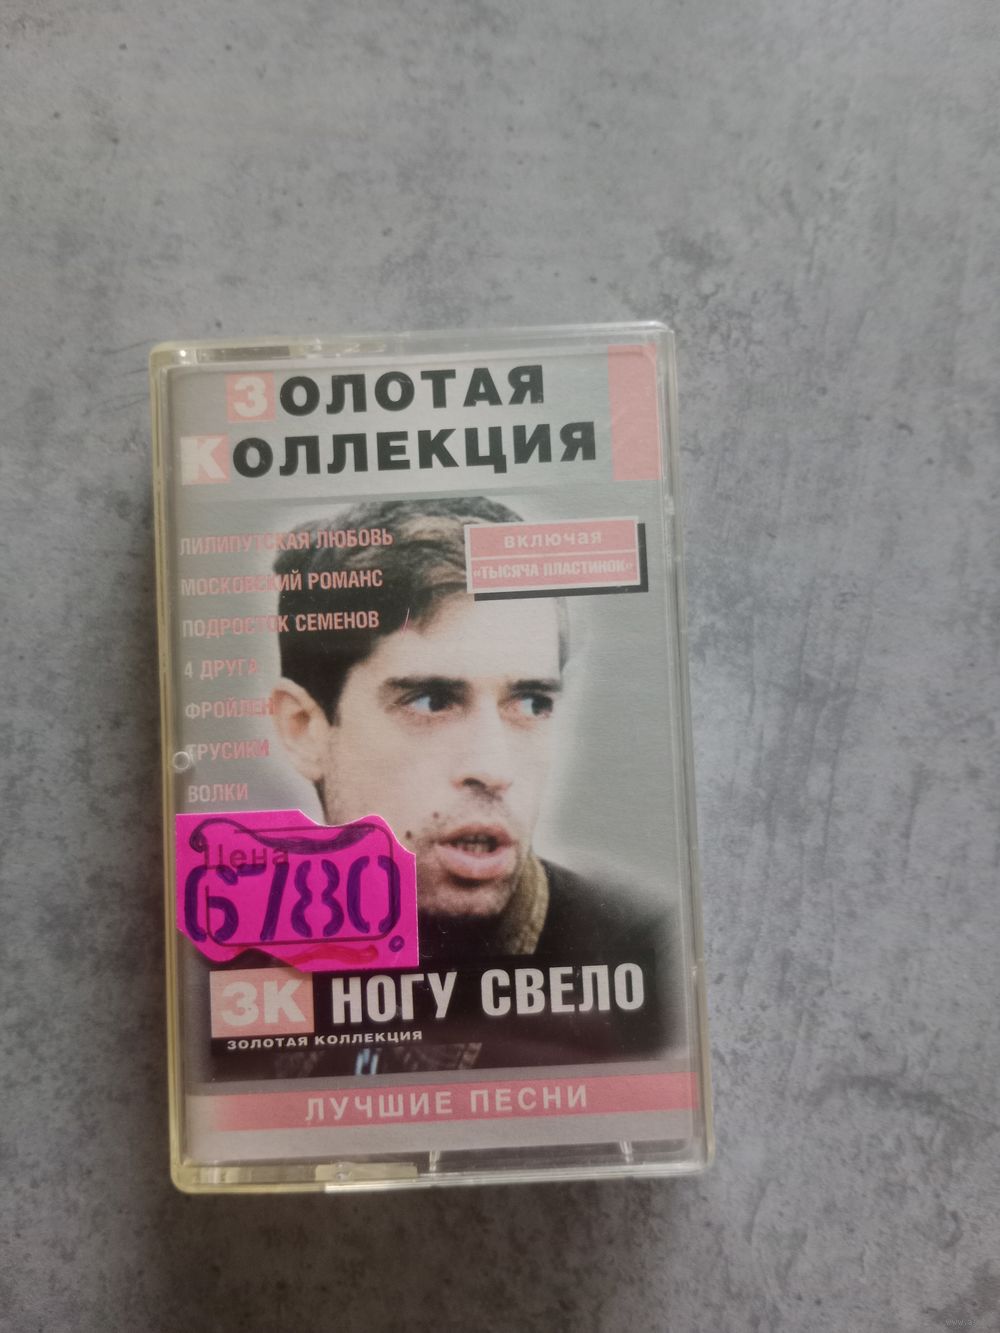 ЗОЛОТАЯ
КОЛЛЕКЦИЯ
ЛИЛИПУТСКАЯ ЛЮБОВЬ
МОСКОВСКИЙ РОМАНС
ПОДРОСТОК СЕМЕНОВ
4 ДРУГА
ФРОЙЛЕН
ТРУСИКИ
ВОЛКИ
включая
«ТЫСЯЧА ПЛАСТИНОК»
Цена
6780
ЗК НОГУ СВЕЛО
ЗОЛОТАЯ КОЛЛЕКЦИЯ
ЛУЧШИЕ ПЕСНИ